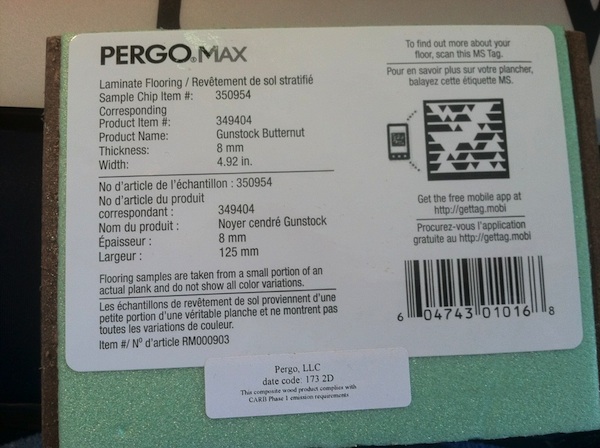 PERGO MAX
Laminate Flooring / Revêtement de sol stratifié
Sample Chip Item #: 350954
Corresponding
Product Item #: 349404
Product Name: Gunstock Butternut
Thickness: 8 mm
Width: 4.92 in.
No d'article de l'échantillon : 350954
No d'article du produit
correspondant : 349404
Nom du produit : Noyer cendré Gunstock
Épaisseur : 8 mm
Largeur : 125 mm
Flooring samples are taken from a small portion of an
actual plank and do not show all color variations.
Les échantillons de revêtement de sol proviennent d'une
petite portion d'une véritable planche et ne montrent pas
toutes les variations de couleur.
Item #/ Nº d'article RM000903
To find out more about your
floor, scan this MS Tag.
Pour en savoir plus sur votre plancher,
balayez cette étiquette MS.
Get the free mobile app at
http://gettag.mobi
Procurez-vous l'application
gratuite au http://gettag.mobi
6 04743 01016 8
Pergo, LLC
date code: 173 2D
This composite wood product complies with
CARB Phase 1 emission requirements